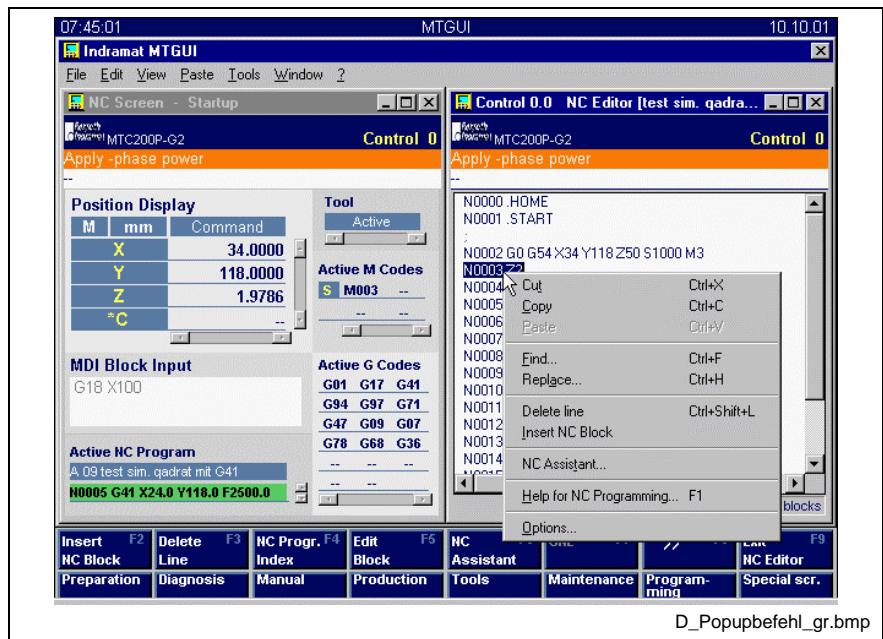 07:45:01 MTGUI 10.10.01
Indramat MTGUI
File Edit View Paste Tools Window ?
NC Screen - Startup
MTC200P-G2
Control 0
Apply -phase power
--
Position Display
M mm Command
X 34.0000
Y 118.0000
Z 1.9786
*C --
Tool
Active
Active M Codes
S M003 --
-- --
MDI Block Input
G18 X100
Active G Codes
G01 G17 G41
G94 G97 G71
G47 G09 G07
G78 G68 G36
-- -- --
-- --
Active NC Program
A 09 test sim. qadrat mit G41
N0005 G41 X24.0 Y118.0 F2500.0
Control 0.0 NC Editor [test sim. qadra...
MTC200P-G2
Control 0
Apply -phase power
--
N0000 .HOME
N0001 .START
;
N0002 G0 G54 X34 Y118 Z50 S1000 M3
N0003 Z2
N0004
N0005
N0006
N0007
N0008
N0009
N0010
N0011
N0012
N0013
N0014
Cut Ctrl+X
Copy Ctrl+C
Paste Ctrl+V
Find... Ctrl+F
Replace... Ctrl+H
Delete line Ctrl+Shift+L
Insert NC Block
NC Assistant...
Help for NC Programming... F1
Options...
blocks
Insert F2 NC Block
Delete F3 Line
NC Progr. F4 Index
Edit F5 Block
NC Assistant
F9 NC Editor
Preparation Diagnosis Manual Production Tools Maintenance Program-ming Special scr.
D_Popupbefehl_gr.bmp